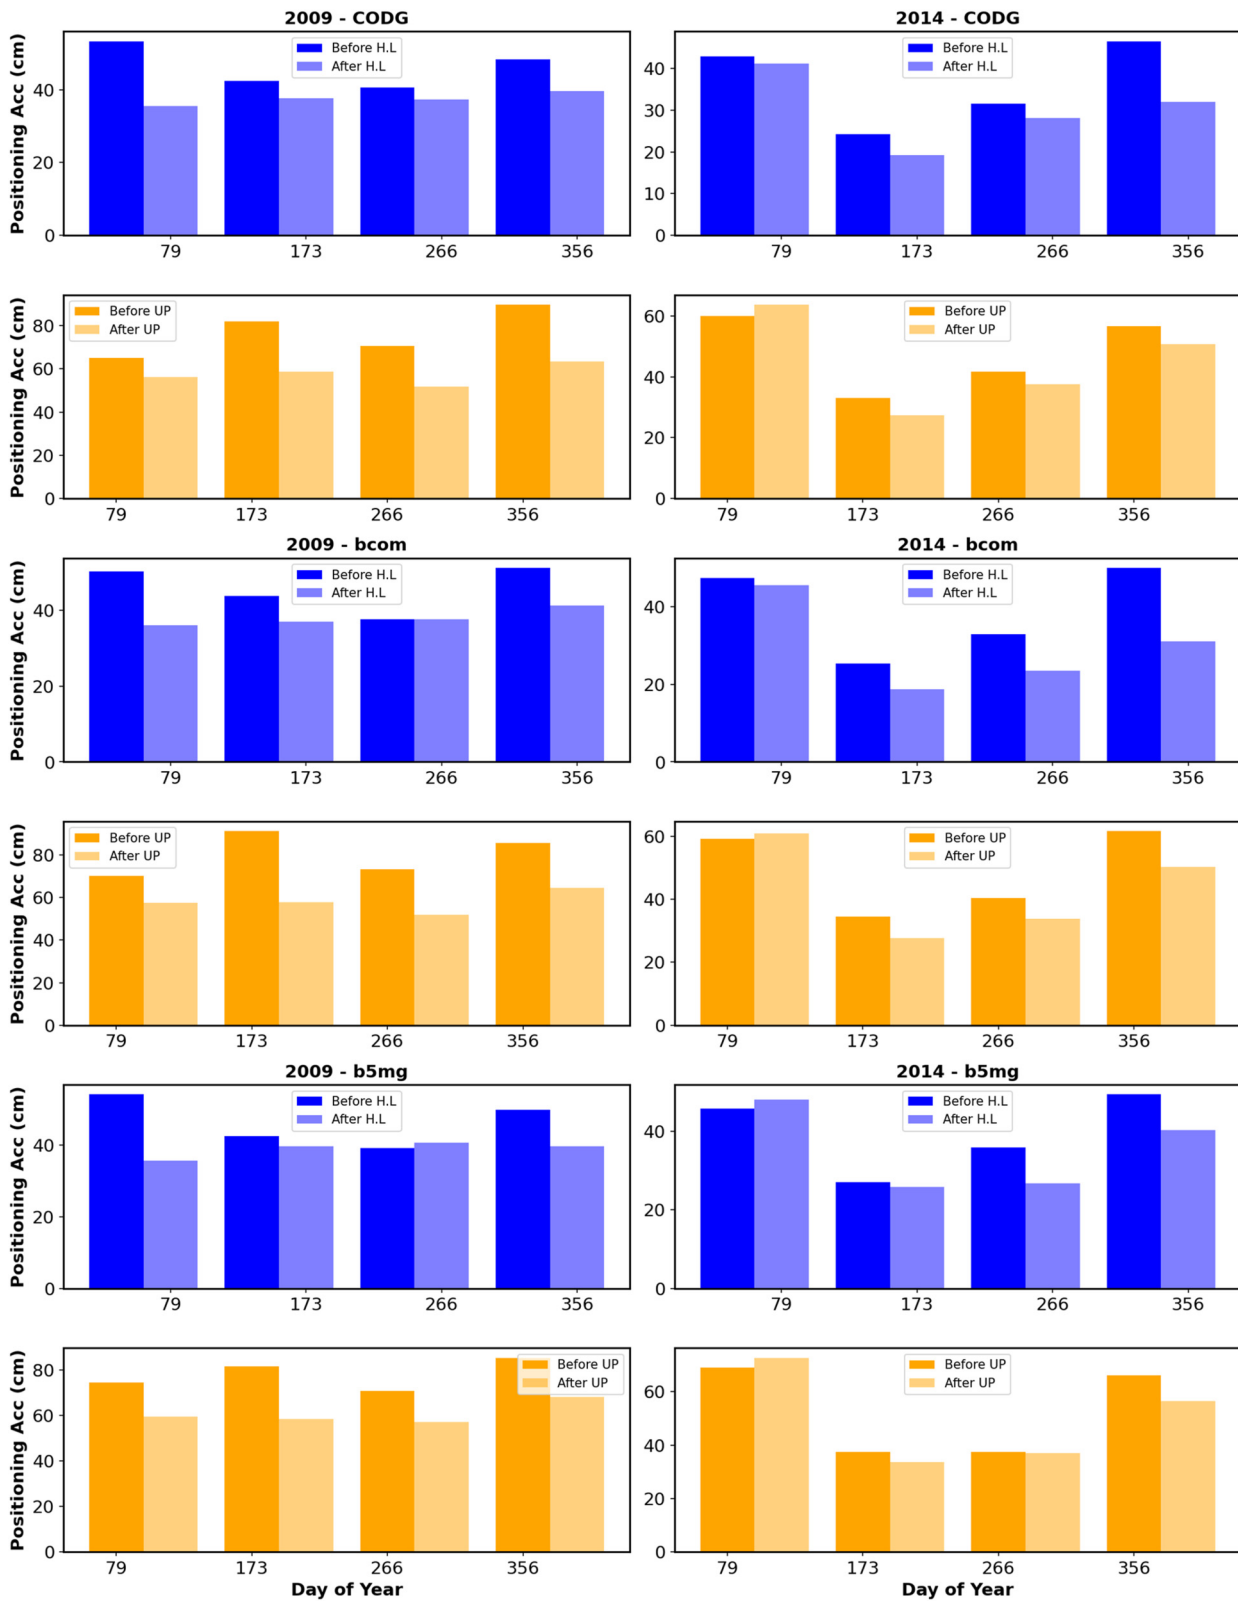 2009 - CODG
Positioning Acc (cm)
40
20
0
Before H.L
After H.L
79 173 266 356
2014 - CODG
40
30
20
10
0
Before H.L
After H.L
79 173 266 356
Positioning Acc (cm)
80
60
40
20
0
Before UP
After UP
79 173 266 356
60
40
20
0
Before UP
After UP
79 173 266 356
2009 - bcom
Positioning Acc (cm)
40
20
0
Before H.L
After H.L
79 173 266 356
2014 - bcom
40
20
0
Before H.L
After H.L
79 173 266 356
Positioning Acc (cm)
80
60
40
20
0
Before UP
After UP
79 173 266 356
60
40
20
0
Before UP
After UP
79 173 266 356
2009 - b5mg
Positioning Acc (cm)
40
20
0
Before H.L
After H.L
79 173 266 356
2014 - b5mg
40
20
0
Before H.L
After H.L
79 173 266 356
Positioning Acc (cm)
80
60
40
20
0
Before UP
After UP
79 173 266 356
Day of Year
60
40
20
0
Before UP
After UP
79 173 266 356
Day of Year